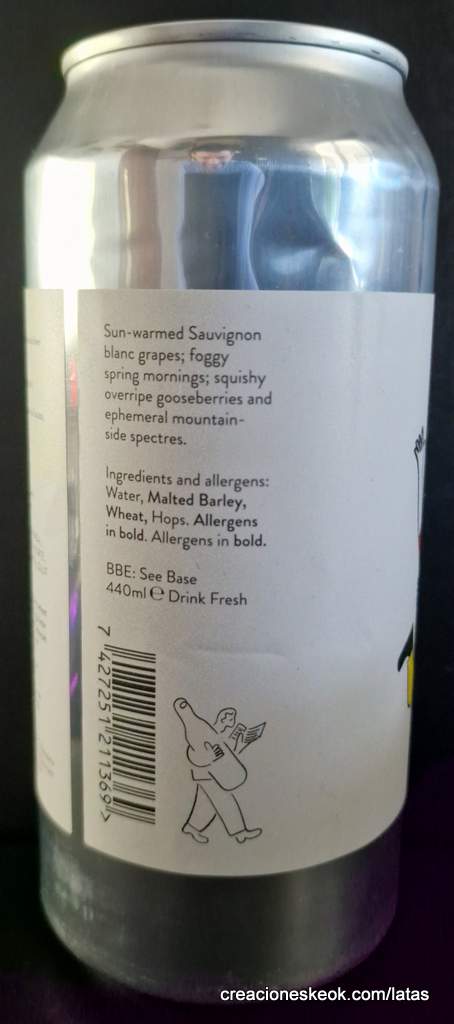 Sun-warmed Sauvignon
blanc grapes; foggy
spring mornings; squishy
overripe gooseberries and
ephemeral mountain-
side spectres.
Ingredients and allergens:
Water, Malted Barley,
Wheat, Hops. Allergens
in bold. Allergens in bold.
BBE: See Base
440ml ℮ Drink Fresh
7 427251 211369 >
creacioneskeok.com/latas